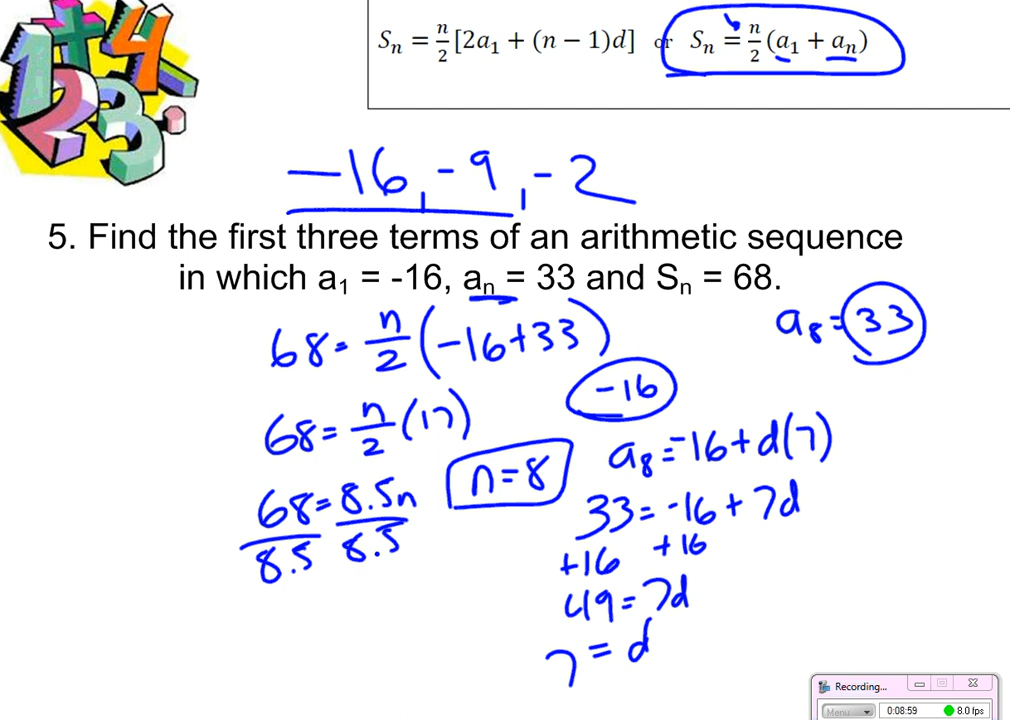 Sₙ = n/2 [2a₁ + (n − 1)d] or Sₙ = n/2 (a₁ + aₙ)
-16, -9, -2
5. Find the first three terms of an arithmetic sequence
in which a₁ = -16, aₙ = 33 and Sₙ = 68.
68 = n/2 (-16+33)
a₈ = 33
-16
68 = n/2 (17)
n=8
a₈ = -16 + d(7)
68 = 8.5n
8.5 8.5
33 = -16 + 7d
+16 +16
49 = 7d
7 = d
Recording...
Menu 0:08:59 8.0 fps